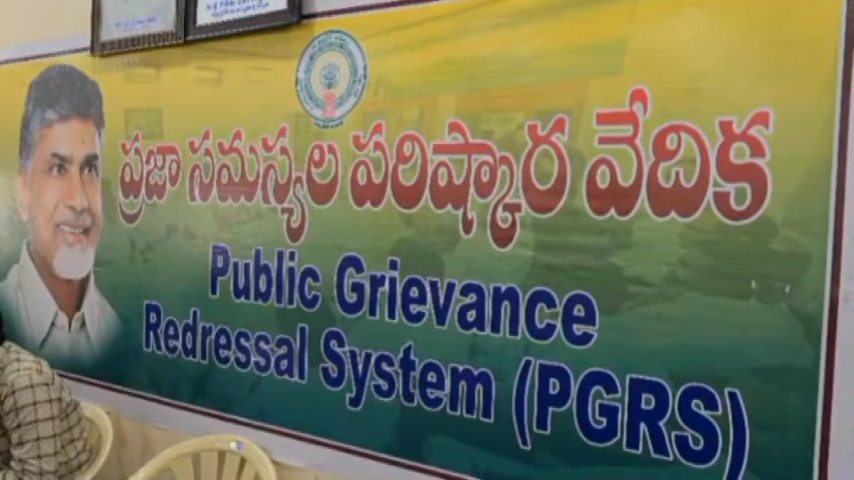 ప్రజా సమస్యల పరిష్కార వేదిక
Public Grievance
Redressal System (PGRS)